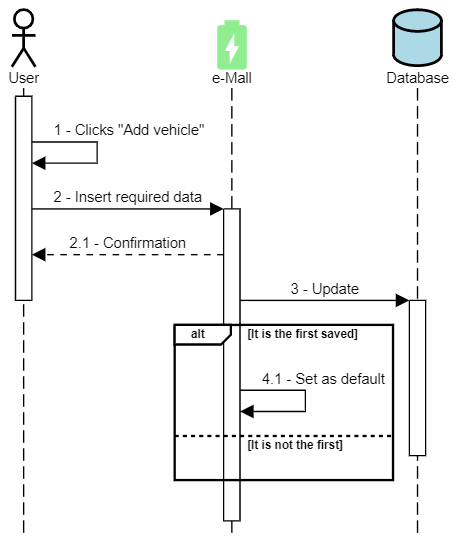 User
e-Mall
Database
1 - Clicks "Add vehicle"
2 - Insert required data
2.1 - Confirmation
3 - Update
alt
[It is the first saved]
4.1 - Set as default
[It is not the first]